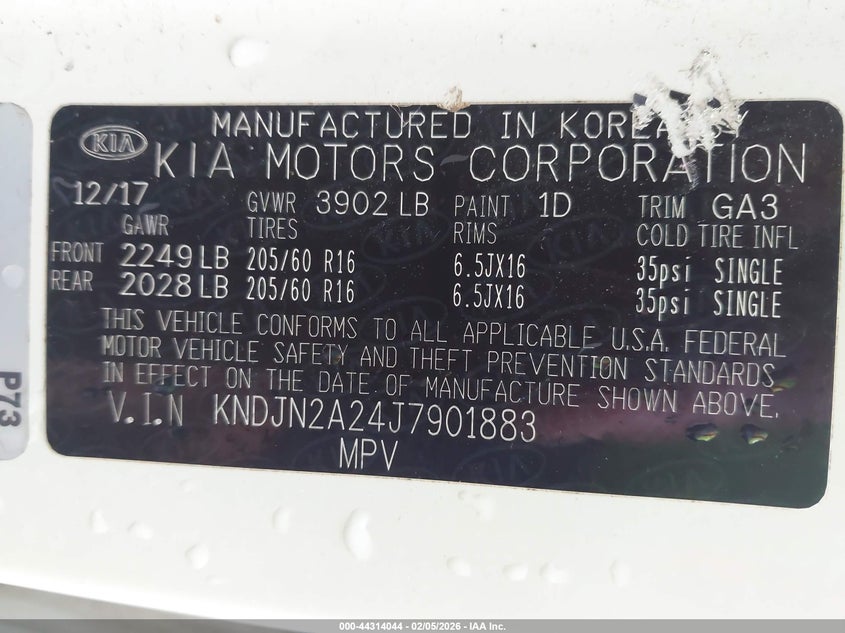 MANUFACTURED IN KOREA BY
KIA
KIA MOTORS CORPORATION
12/17 GVWR 3902 LB PAINT 1D TRIM GA3
GAWR TIRES RIMS COLD TIRE INFL
FRONT 2249 LB 205/60 R16 6.5JX16 35psi SINGLE
REAR 2028 LB 205/60 R16 6.5JX16 35psi SINGLE
THIS VEHICLE CONFORMS TO ALL APPLICABLE U.S.A. FEDERAL
MOTOR VEHICLE SAFETY AND THEFT PREVENTION STANDARDS
IN EFFECT ON THE DATE OF MANUFACTURE SHOWN ABOVE.
V.I.N KNDJN2A24J7901883
MPV
P73
000-44314044 — 02/05/2026 - IAA Inc.